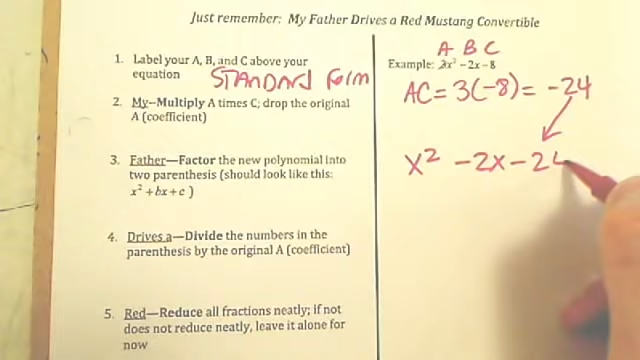 Just remember: My Father Drives a Red Mustang Convertible
1. Label your A, B, and C above your
equation STANDARD FORM
2. My—Multiply A times C; drop the original
A (coefficient)
3. Father—Factor the new polynomial into
two parenthesis (should look like this:
x² + bx + c )
4. Drives a—Divide the numbers in the
parenthesis by the original A (coefficient)
5. Red—Reduce all fractions neatly; if not
does not reduce neatly, leave it alone for
now
A B C
Example: 3x² – 2x – 8
AC = 3(-8) = -24
x² - 2x - 24